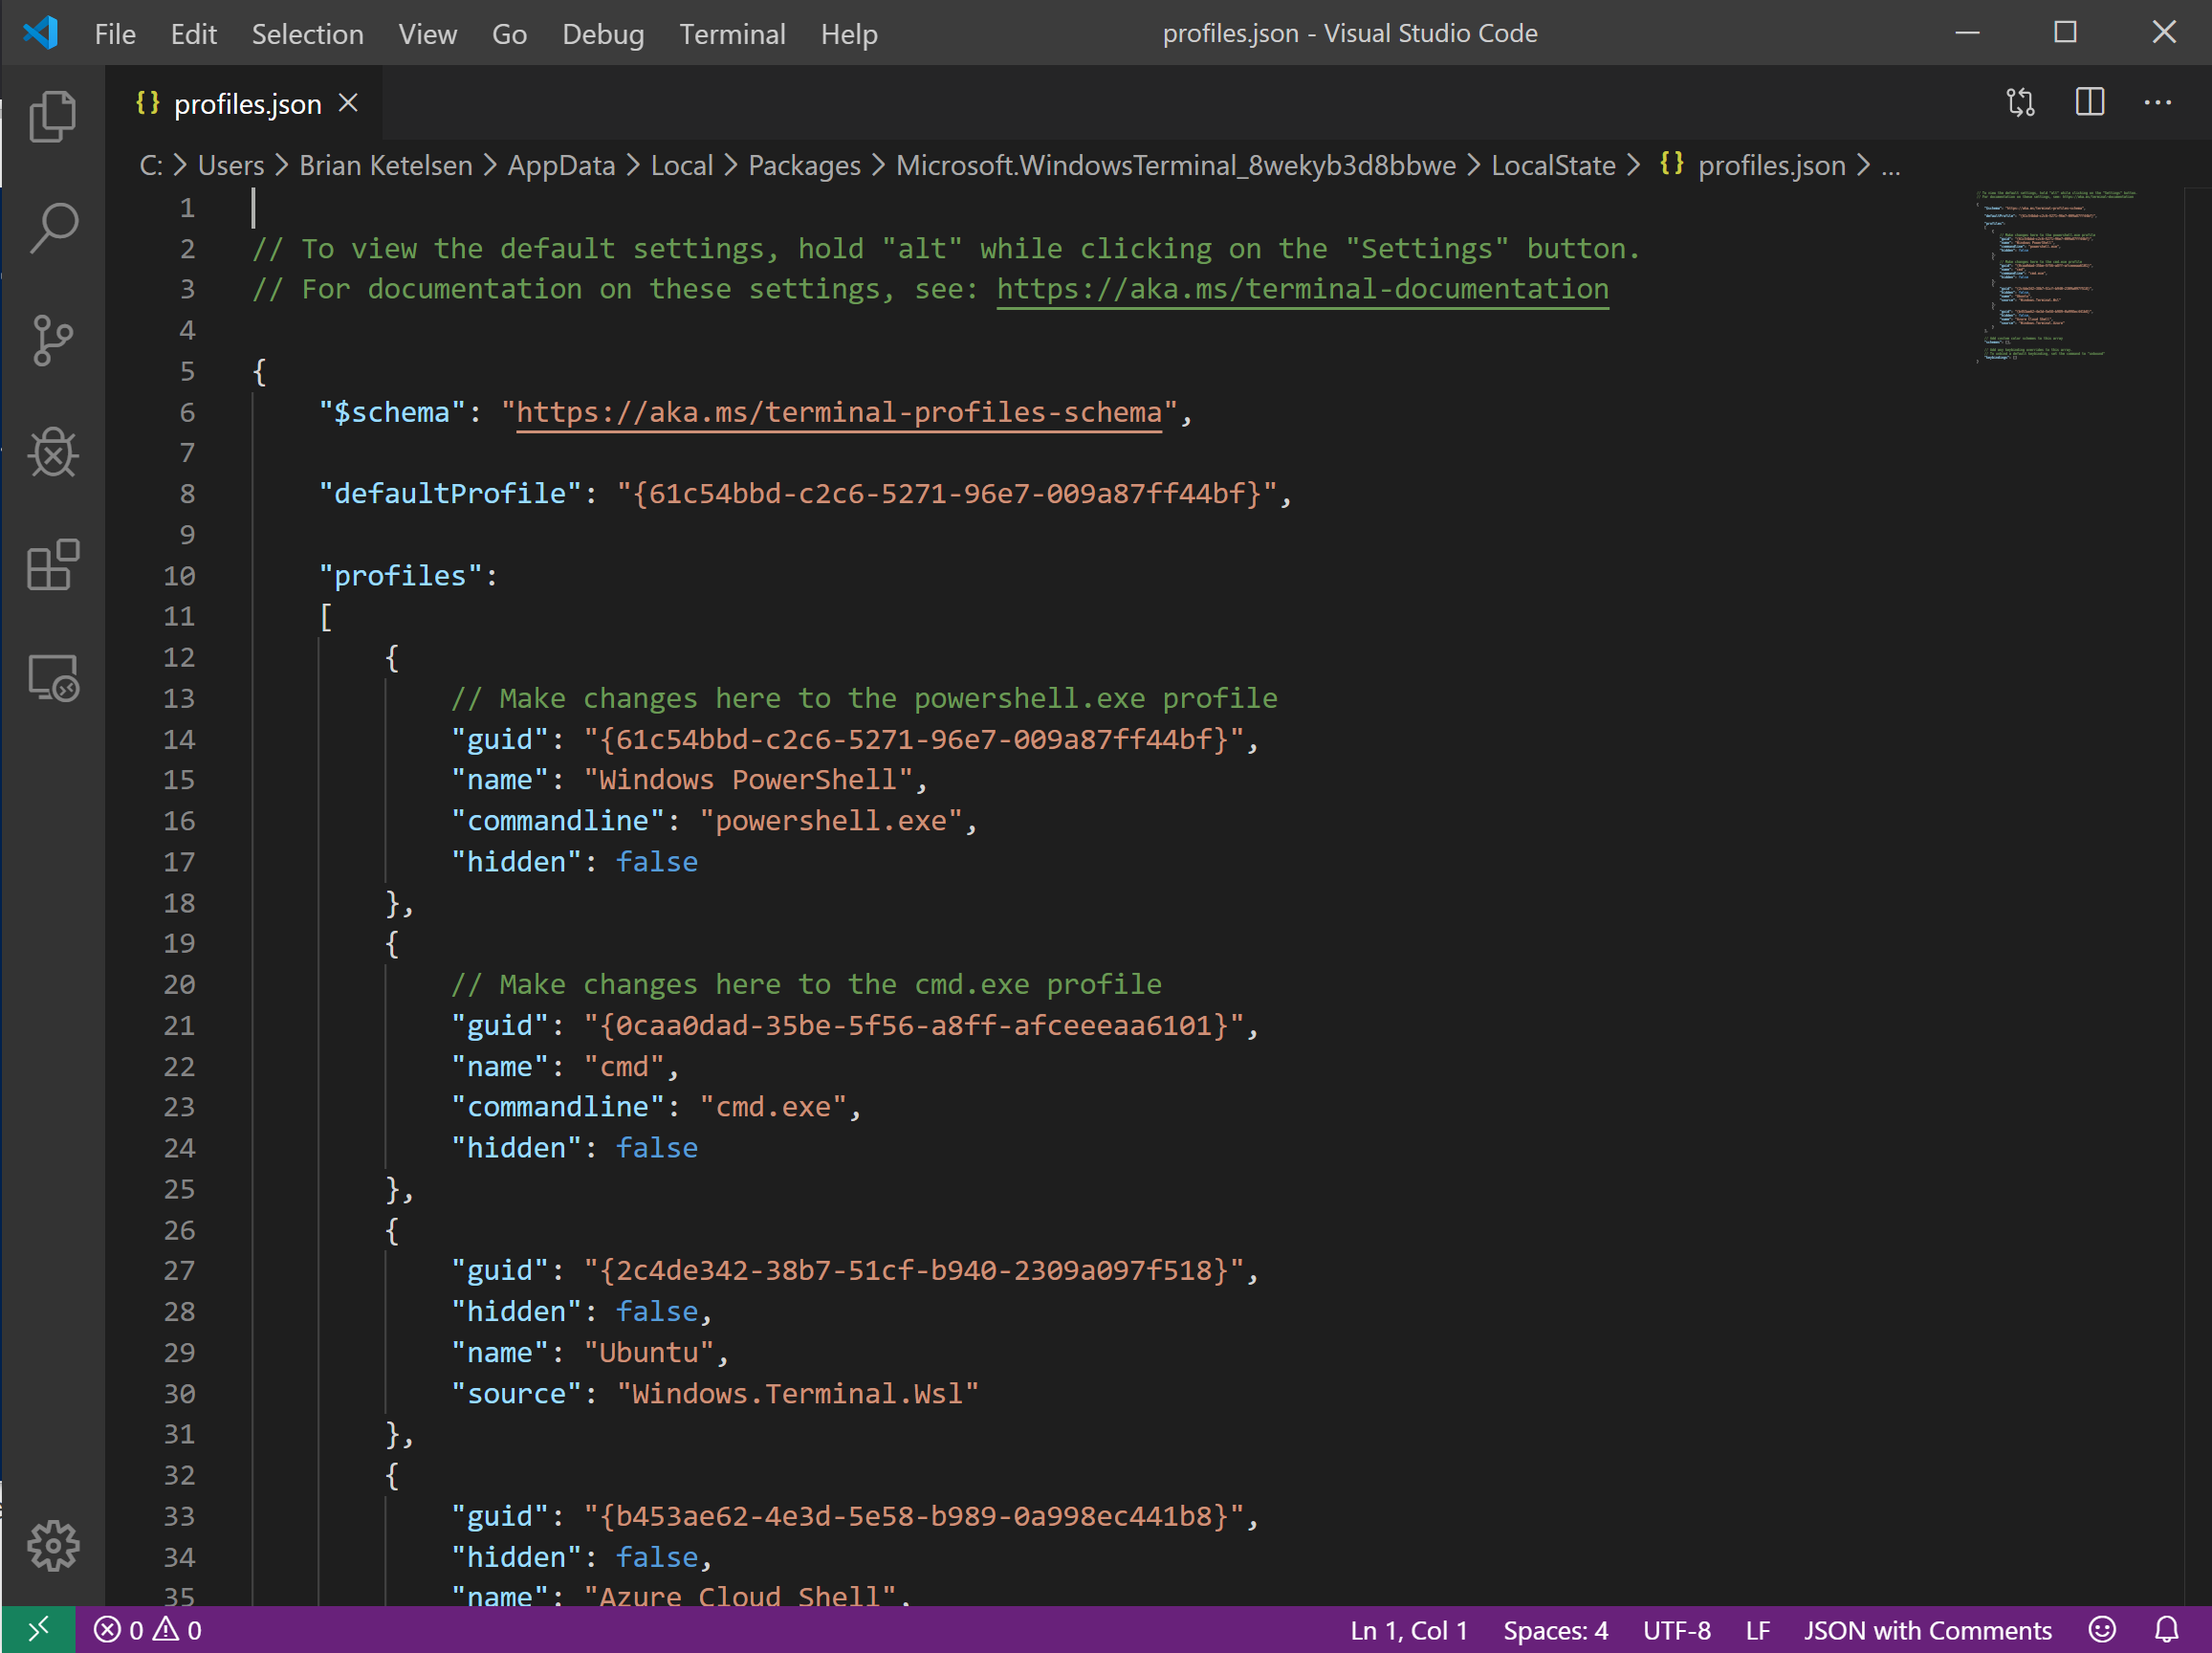 File Edit Selection View Go Debug Terminal Help profiles.json - Visual Studio Code
{} profiles.json
C: > Users > Brian Ketelsen > AppData > Local > Packages > Microsoft.WindowsTerminal_8wekyb3d8bbwe > LocalState > {} profiles.json > ...
1
2 // To view the default settings, hold "alt" while clicking on the "Settings" button.
3 // For documentation on these settings, see: https://aka.ms/terminal-documentation
4
5 {
6 "$schema": "https://aka.ms/terminal-profiles-schema",
7
8 "defaultProfile": "{61c54bbd-c2c6-5271-96e7-009a87ff44bf}",
9
10 "profiles":
11 [
12 {
13 // Make changes here to the powershell.exe profile
14 "guid": "{61c54bbd-c2c6-5271-96e7-009a87ff44bf}",
15 "name": "Windows PowerShell",
16 "commandline": "powershell.exe",
17 "hidden": false
18 },
19 {
20 // Make changes here to the cmd.exe profile
21 "guid": "{0caa0dad-35be-5f56-a8ff-afceeeaa6101}",
22 "name": "cmd",
23 "commandline": "cmd.exe",
24 "hidden": false
25 },
26 {
27 "guid": "{2c4de342-38b7-51cf-b940-2309a097f518}",
28 "hidden": false,
29 "name": "Ubuntu",
30 "source": "Windows.Terminal.Wsl"
31 },
32 {
33 "guid": "{b453ae62-4e3d-5e58-b989-0a998ec441b8}",
34 "hidden": false,
35 "name": "Azure Cloud Shell",
0 0 Ln 1, Col 1 Spaces: 4 UTF-8 LF JSON with Comments